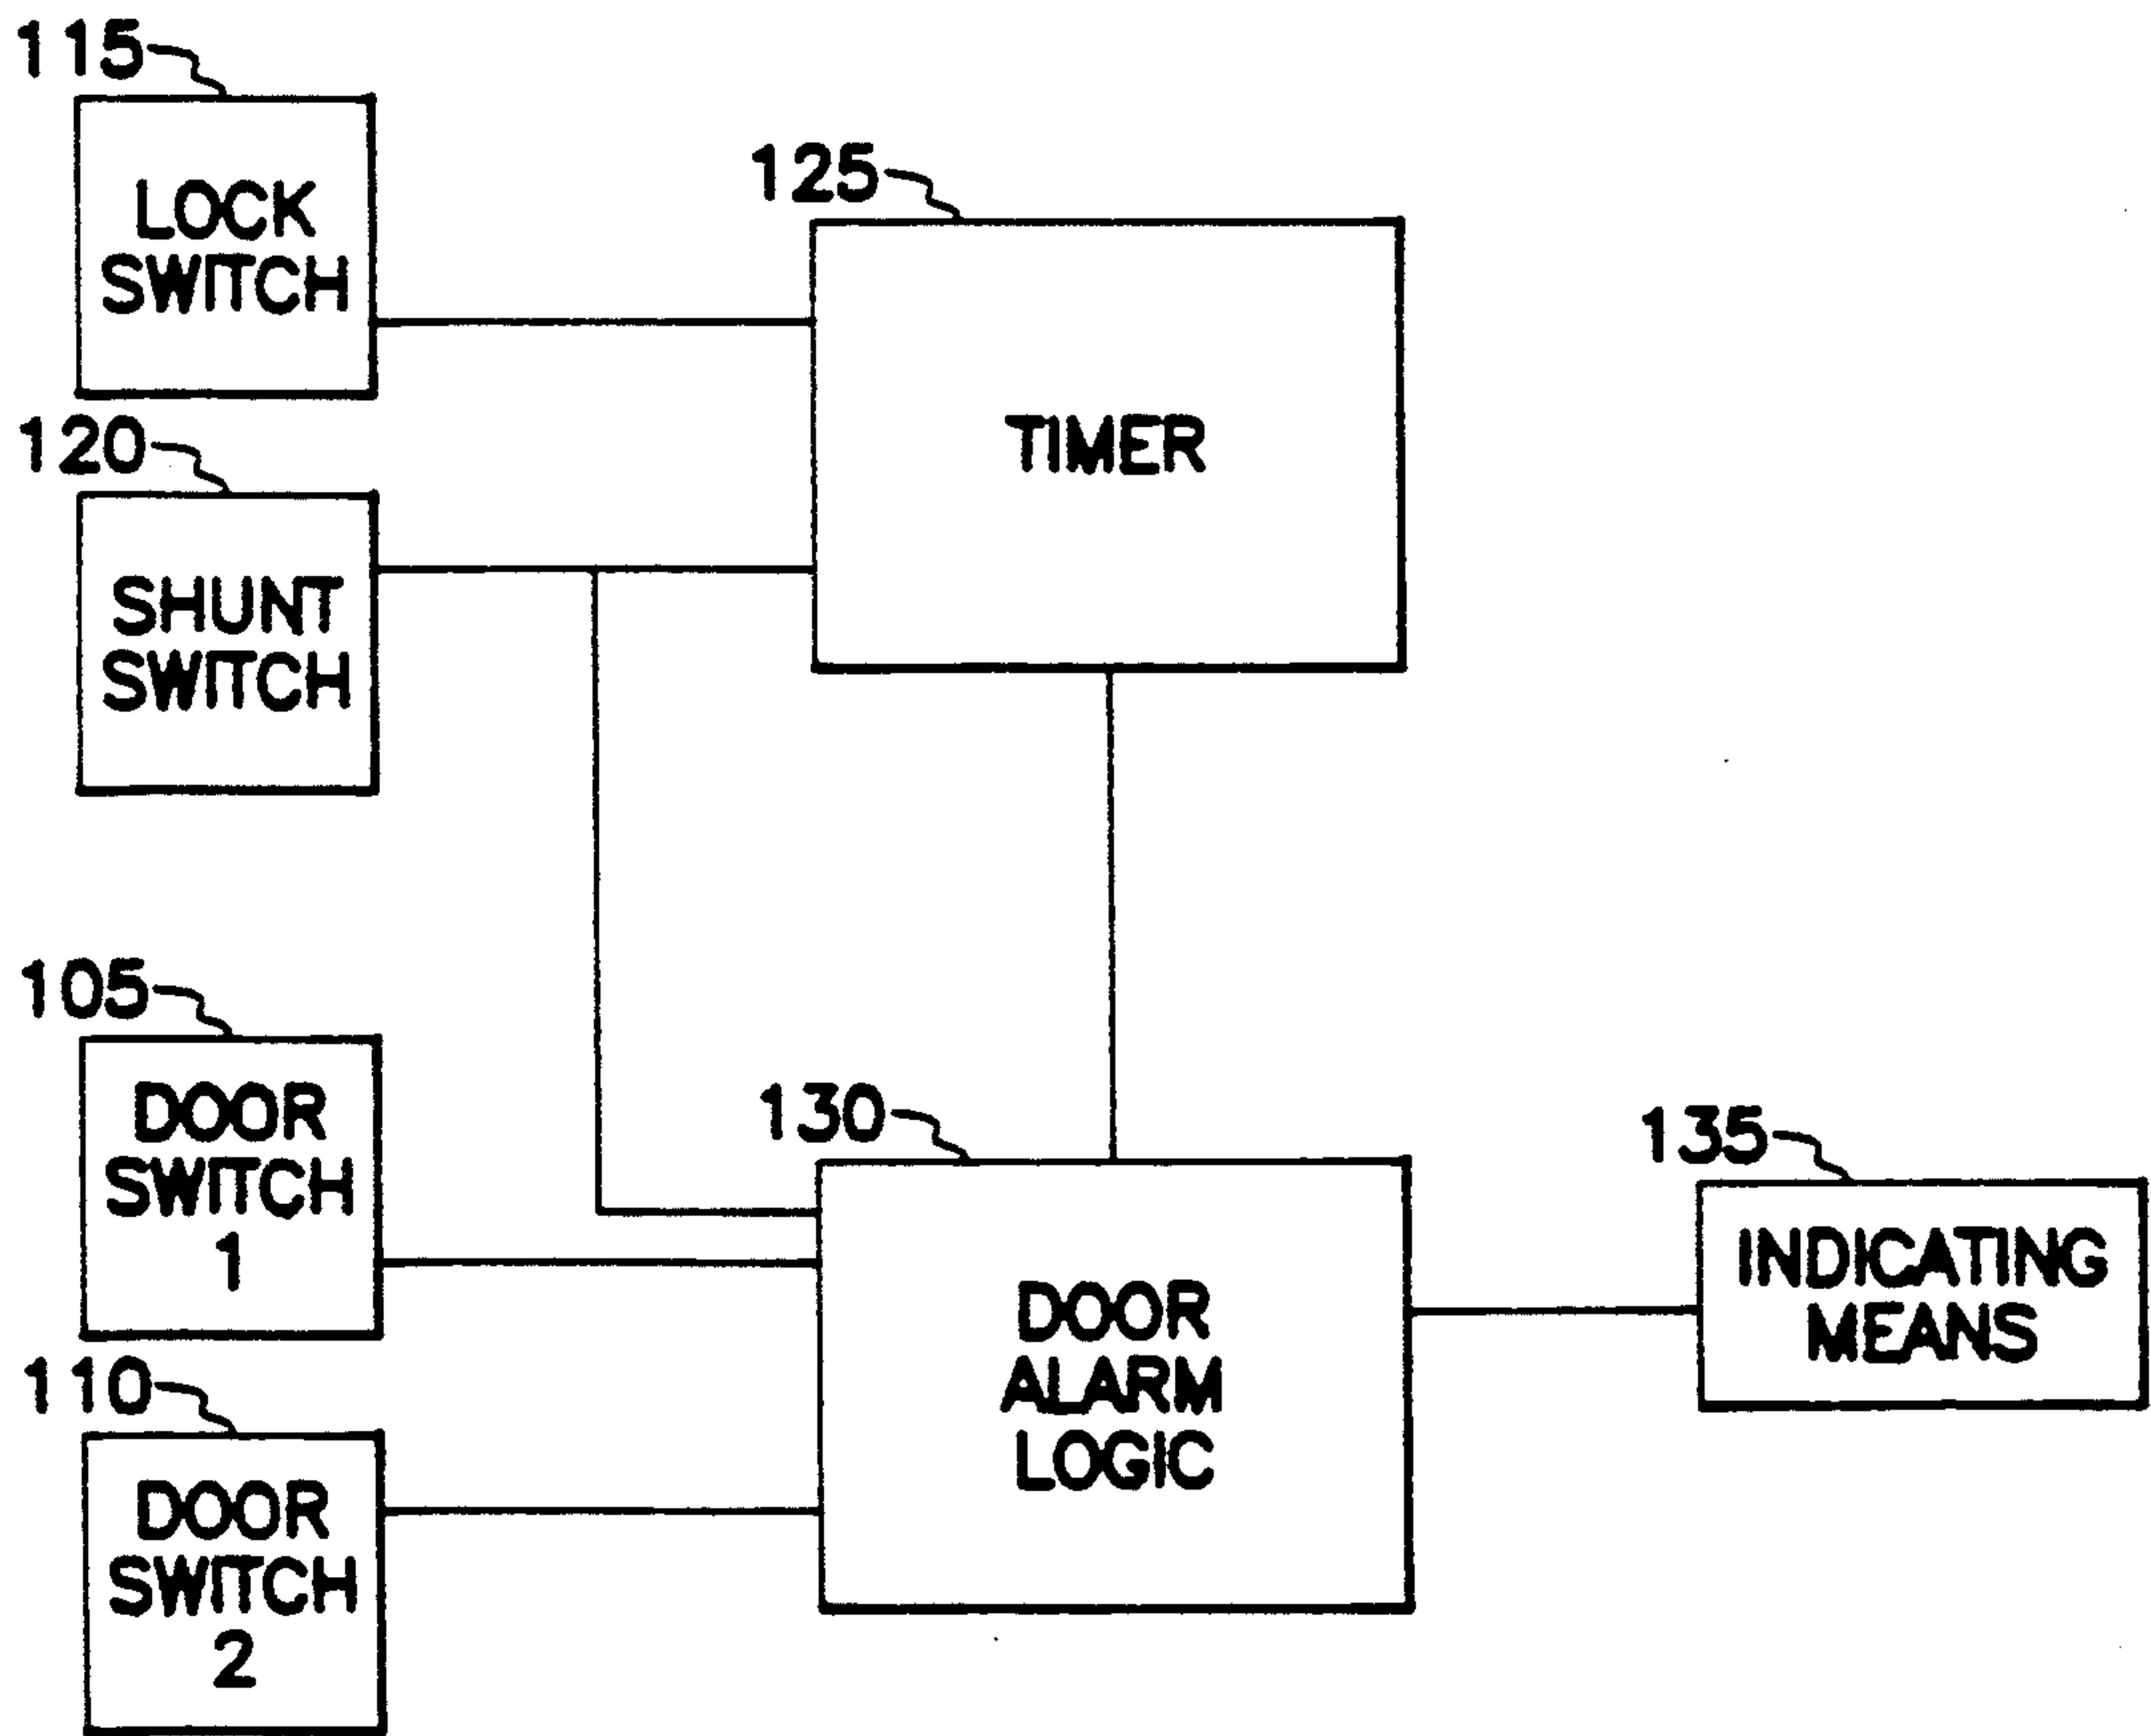 115
LOCK
SWITCH
125
TIMER
120
SHUNT
SWITCH
105
DOOR
SWITCH
1
130
DOOR
ALARM
LOGIC
135
INDICATING
MEANS
110
DOOR
SWITCH
2